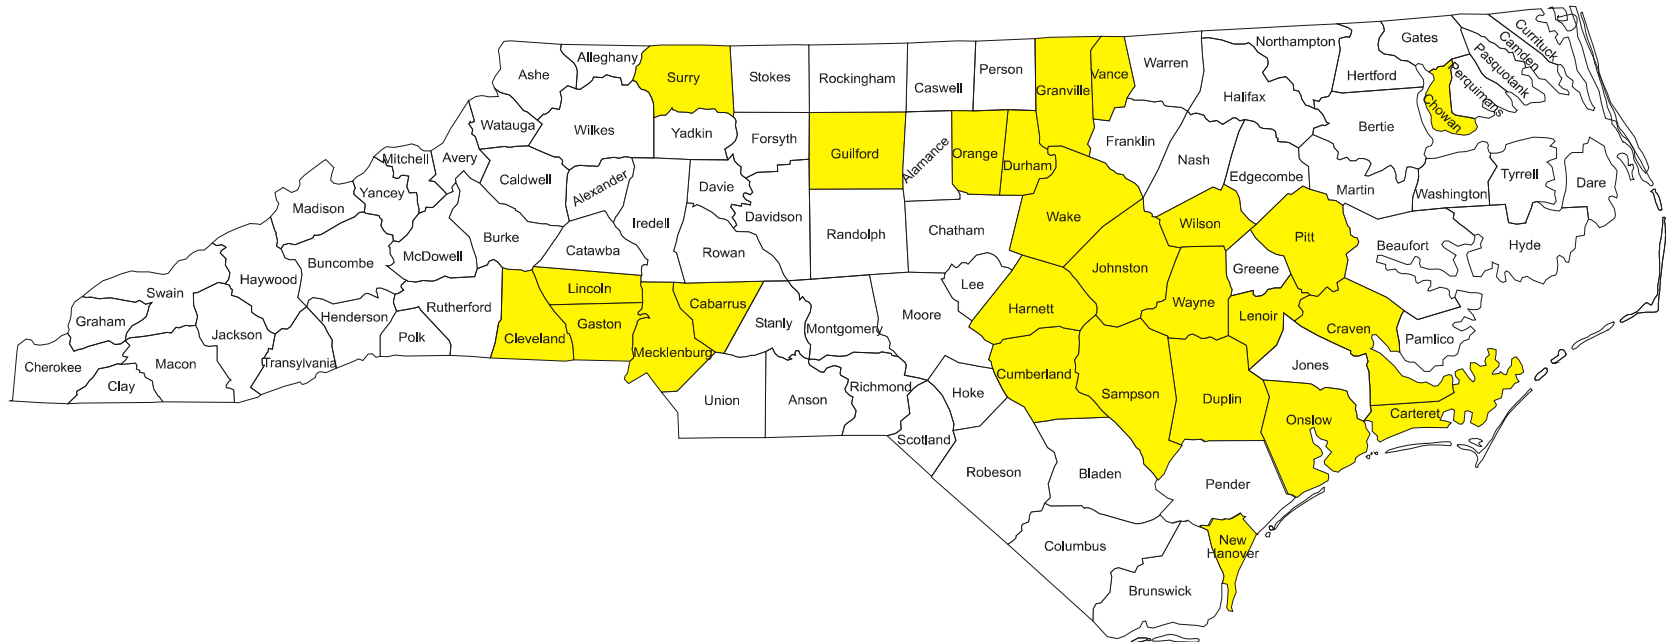 Alleghany
Ashe
Surry
Stokes
Rockingham
Caswell
Person
Granville
Vance
Warren
Northampton
Gates
Currituck
Camden
Pasquotank
Perquimans
Hertford
Chowan
Halifax
Bertie
Watauga
Wilkes
Yadkin
Forsyth
Guilford
Alamance
Orange
Durham
Franklin
Nash
Edgecombe
Martin
Washington
Tyrrell
Dare
Mitchell
Avery
Yancey
Caldwell
Alexander
Davie
Iredell
Davidson
Madison
Burke
McDowell
Catawba
Rowan
Randolph
Chatham
Wake
Wilson
Pitt
Beaufort
Hyde
Buncombe
Haywood
Swain
Graham
Jackson
Henderson
Rutherford
Polk
Transylvania
Macon
Cherokee
Clay
Cleveland
Lincoln
Gaston
Mecklenburg
Cabarrus
Stanly
Montgomery
Moore
Lee
Harnett
Johnston
Wayne
Greene
Lenoir
Craven
Pamlico
Jones
Carteret
Onslow
Duplin
Sampson
Cumberland
Hoke
Richmond
Scotland
Anson
Union
Robeson
Bladen
Pender
New
Hanover
Columbus
Brunswick